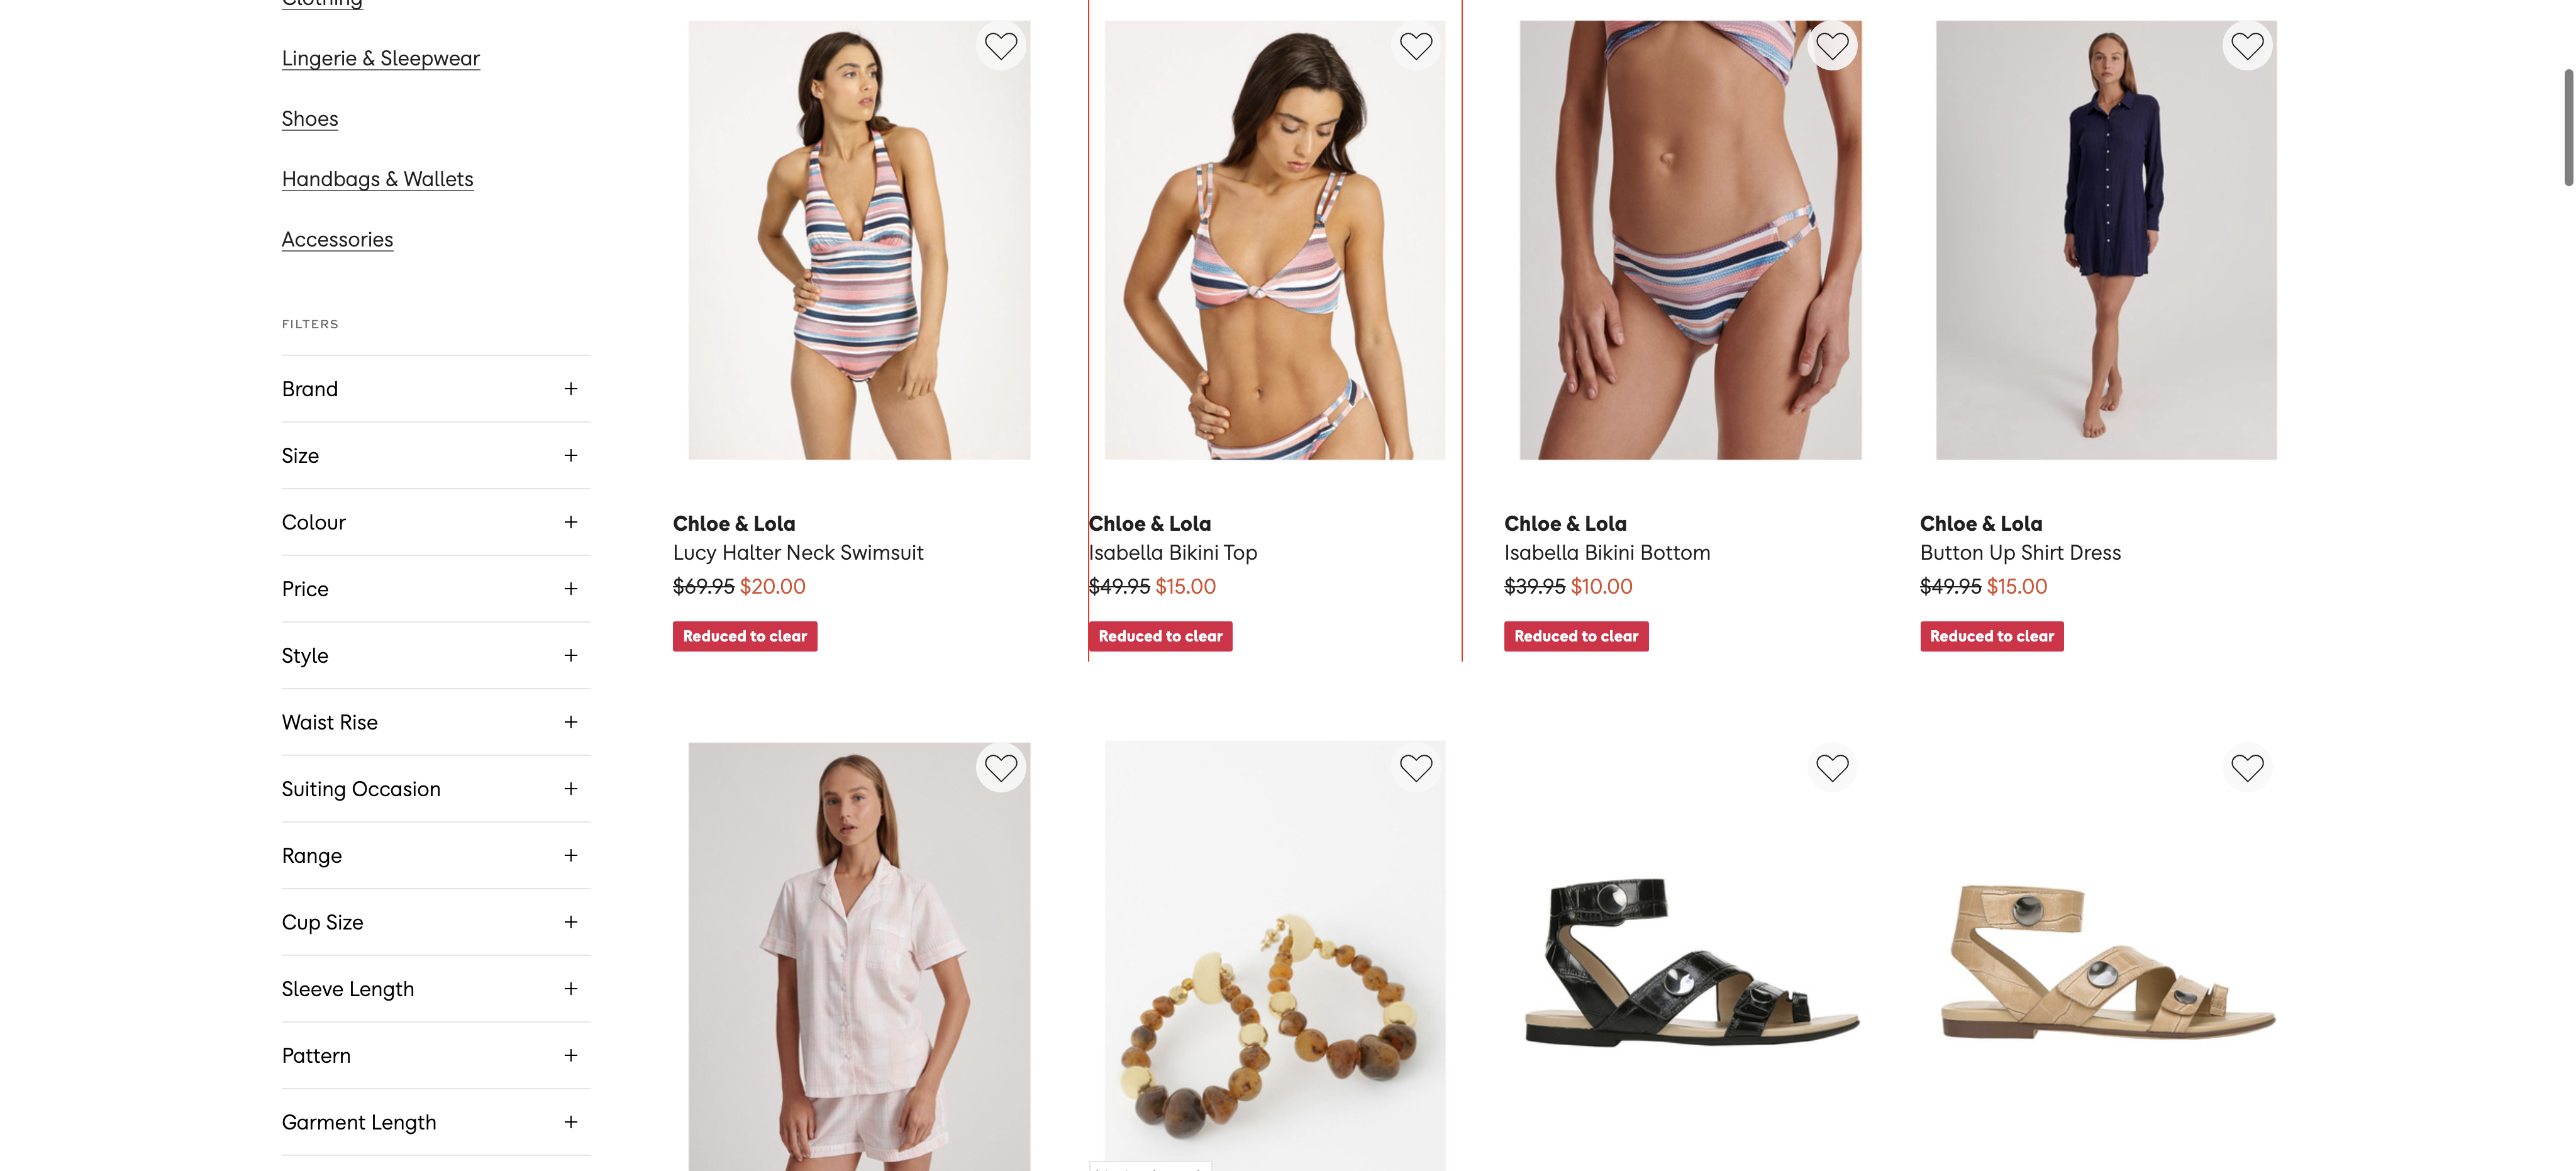 Clothing
Lingerie & Sleepwear
Shoes
Handbags & Wallets
Accessories
FILTERS
Brand
Size
Colour
Price
Style
Waist Rise
Suiting Occasion
Range
Cup Size
Sleeve Length
Pattern
Garment Length
Chloe & Lola
Lucy Halter Neck Swimsuit
$69.95 $20.00
Reduced to clear
Chloe & Lola
Isabella Bikini Top
$49.95 $15.00
Reduced to clear
Chloe & Lola
Isabella Bikini Bottom
$39.95 $10.00
Reduced to clear
Chloe & Lola
Button Up Shirt Dress
$49.95 $15.00
Reduced to clear